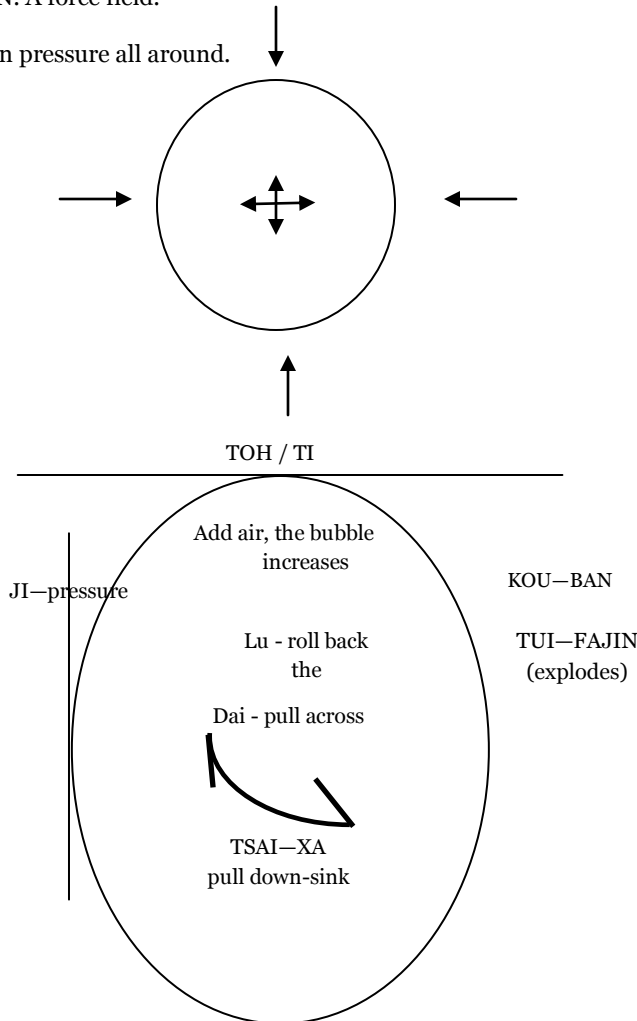 A force field.
pressure all around.
TOH / TI
Add air, the bubble
increases
JI—pressure
KOU—BAN
Lu - roll back
the
TUI—FAJIN
(explodes)
Dai - pull across
TSAI—XA
pull down-sink